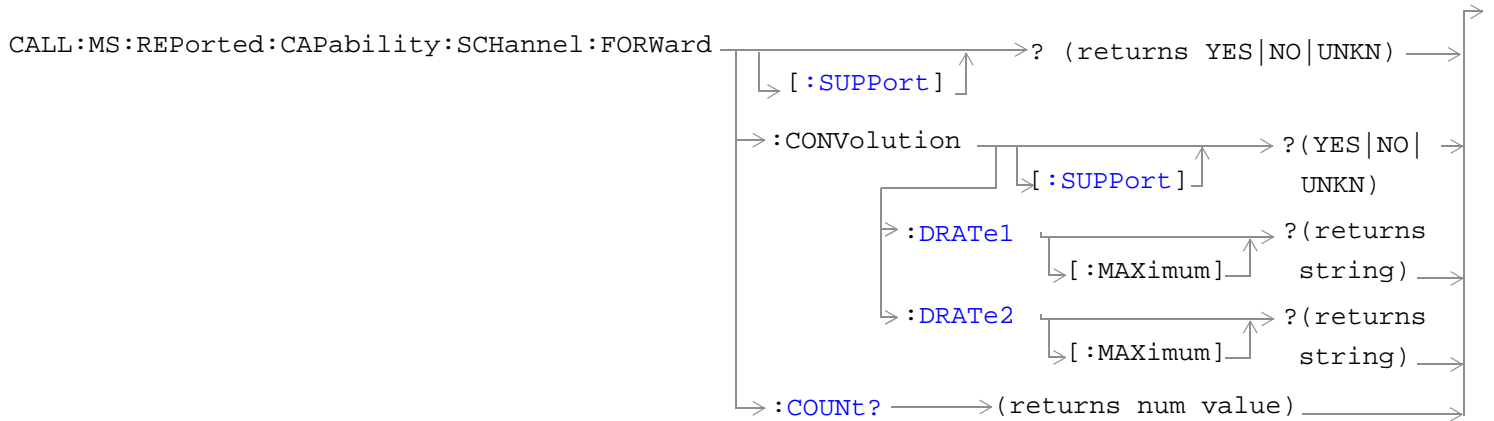 CALL:MS:REPorted:CAPability:SCHannel:FORWard ? (returns YES|NO|UNKN)
[:SUPPort]
:CONVolution ?(YES|NO|
[:SUPPort] UNKN)
:DRATe1 ?(returns
[:MAXimum] string)
:DRATe2 ?(returns
[:MAXimum] string)
:COUNt? (returns num value)